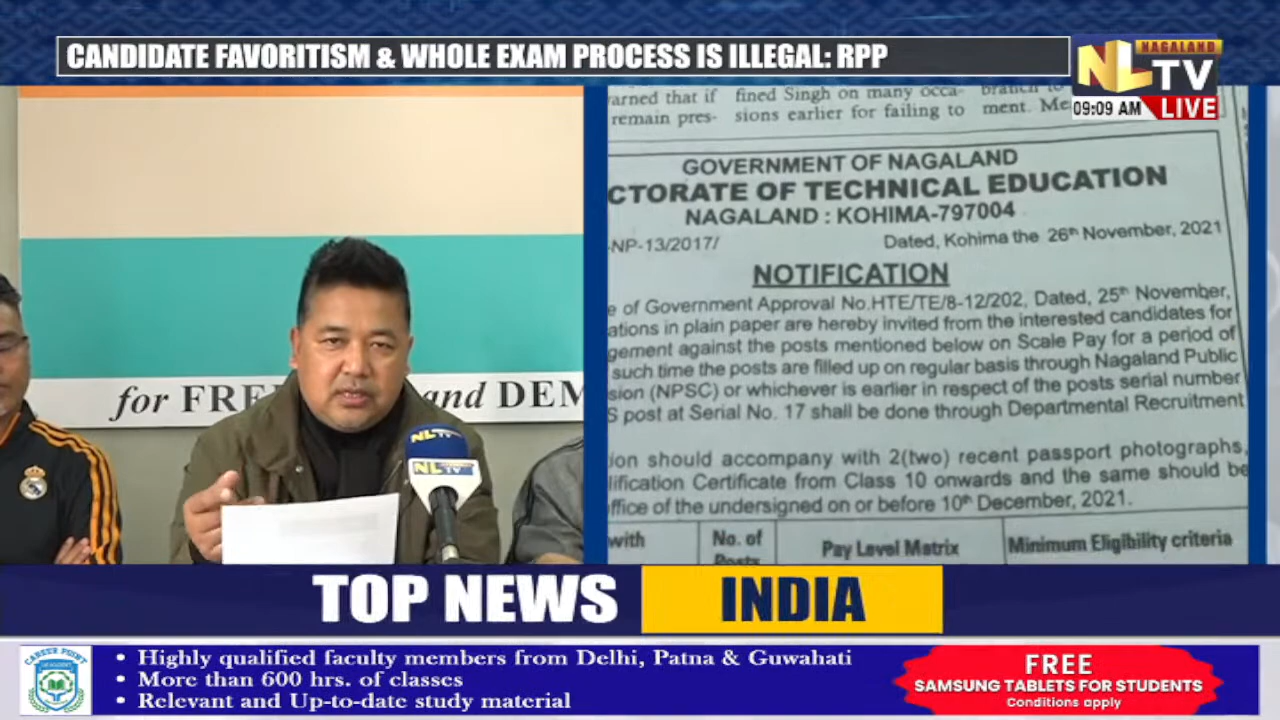 CANDIDATE FAVORITISM & WHOLE EXAM PROCESS IS ILLEGAL: RPP
NAGALAND
NL TV
09:09 AM LIVE
for FREE and DEM
NL
TV
NL
TV
arned that if fined Singh on many occa- branch to
remain pres- sions earlier for failing to ment. Me
GOVERNMENT OF NAGALAND
CTORATE OF TECHNICAL EDUCATION
NAGALAND : KOHIMA-797004
-NP-13/2017/ Dated, Kohima the 26th November, 2021
NOTIFICATION
e of Government Approval No.HTE/TE/8-12/202, Dated, 25th November,
ations in plain paper are hereby invited from the interested candidates for
gement against the posts mentioned below on Scale Pay for a period of
such time the posts are filled up on regular basis through Nagaland Public
sion (NPSC) or whichever is earlier in respect of the posts serial number
S post at Serial No. 17 shall be done through Departmental Recruitment
ion should accompany with 2(two) recent passport photographs,
lification Certificate from Class 10 onwards and the same should be
ffice of the undersigned on or before 10th December, 2021.
with No. of Posts Pay Level Matrix Minimum Eligibility criteria
TOP NEWS INDIA
CAREER POINT
• Highly qualified faculty members from Delhi, Patna & Guwahati
• More than 600 hrs. of classes
• Relevant and Up-to-date study material
FREE
SAMSUNG TABLETS FOR STUDENTS
Conditions apply